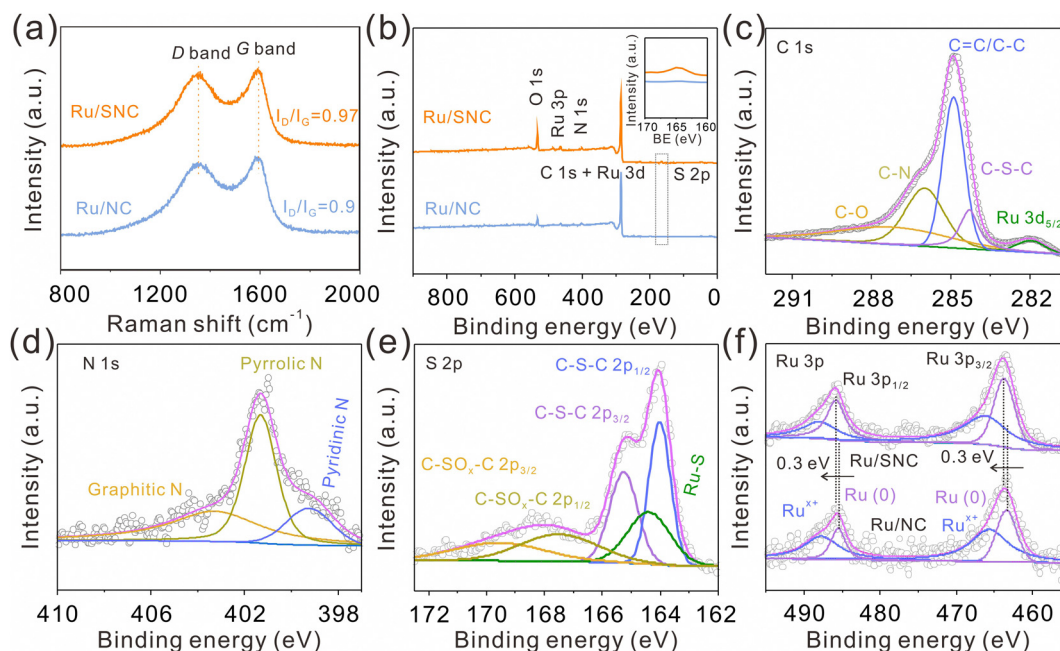 (a)
Intensity (a.u.)
D band
G band
Ru/SNC
I_D/I_G=0.97
Ru/NC
I_D/I_G=0.9
800 1200 1600 2000
Raman shift (cm⁻¹)
(b)
Intensity (a.u.)
O 1s
Ru 3p
N 1s
Ru/SNC
C 1s + Ru 3d
S 2p
Ru/NC
Intensity (a.u.)
170 165 160
BE (eV)
900 800 600 400 200 0
Binding energy (eV)
(c)
Intensity (a.u.)
C 1s
C=C/C-C
C-N
C-S-C
C-O
Ru 3d₅/₂
291 288 285 282
Binding energy (eV)
(d)
Intensity (a.u.)
N 1s
Pyrrolic N
Pyridinic N
Graphitic N
410 406 402 398
Binding energy (eV)
(e)
Intensity (a.u.)
S 2p
C-S-C 2p₁/₂
C-S-C 2p₃/₂
C-SOₓ-C 2p₃/₂
C-SOₓ-C 2p₁/₂
Ru-S
172 170 168 166 164 162
Binding energy (eV)
(f)
Intensity (a.u.)
Ru 3p
Ru 3p₃/₂
Ru 3p₁/₂
0.3 eV
Ru/SNC
0.3 eV
Ru (0)
Ru (0)
Ruˣ⁺
Ru/NC
Ruˣ⁺
490 480 470 460
Binding energy (eV)